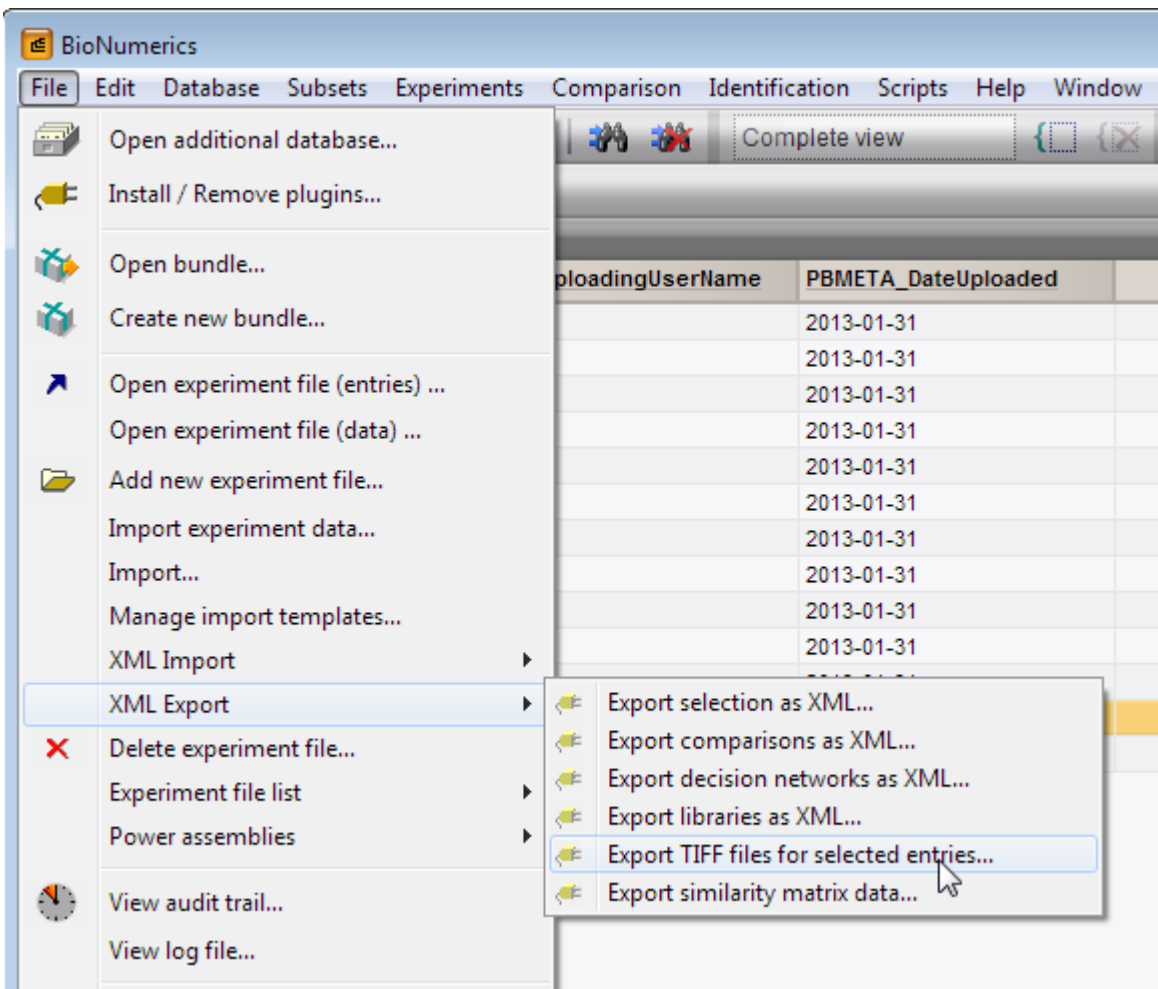 BioNumerics
File Edit Database Subsets Experiments Comparison Identification Scripts Help Window
Complete view
Open additional database...
Install / Remove plugins...
Open bundle...
Create new bundle...
Open experiment file (entries) ...
Open experiment file (data) ...
Add new experiment file...
Import experiment data...
Import...
Manage import templates...
XML Import
XML Export
Delete experiment file...
Experiment file list
Power assemblies
View audit trail...
View log file...
ploadingUserName PBMETA_DateUploaded
2013-01-31
2013-01-31
2013-01-31
2013-01-31
2013-01-31
2013-01-31
2013-01-31
2013-01-31
2013-01-31
2013-01-31
Export selection as XML...
Export comparisons as XML...
Export decision networks as XML...
Export libraries as XML...
Export TIFF files for selected entries...
Export similarity matrix data...